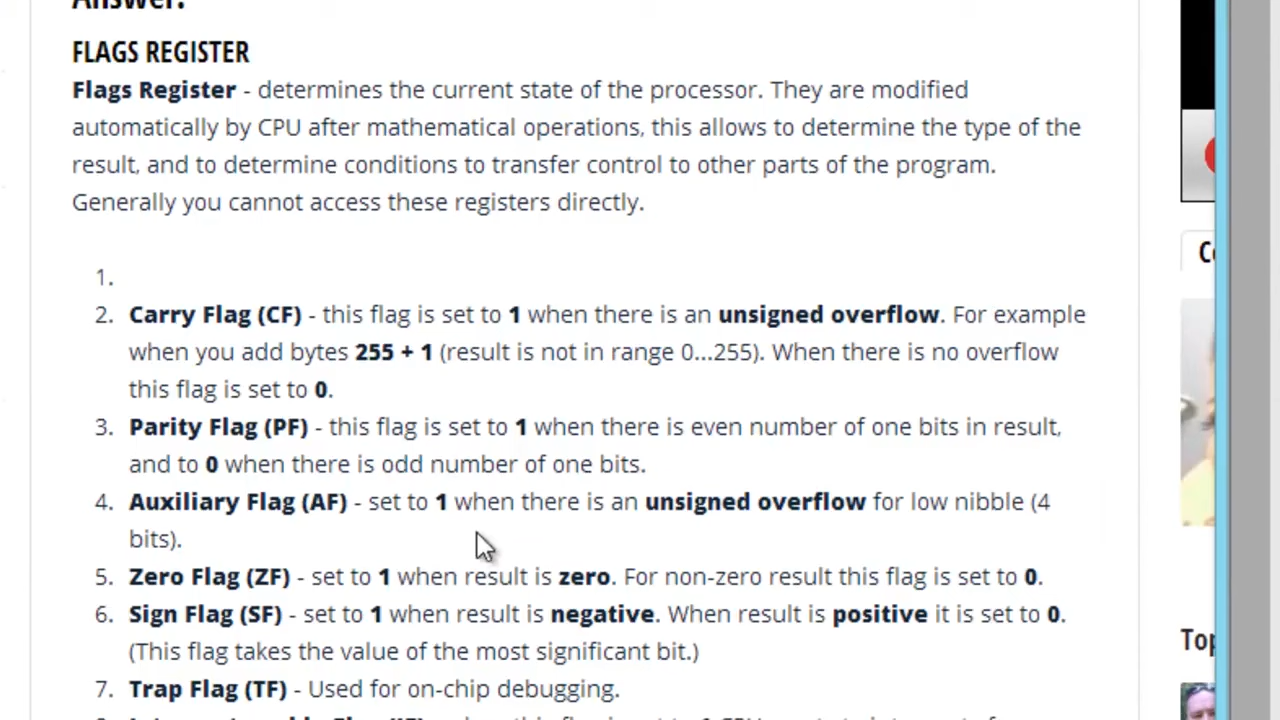 Answer:
FLAGS REGISTER
Flags Register - determines the current state of the processor. They are modified
automatically by CPU after mathematical operations, this allows to determine the type of the
result, and to determine conditions to transfer control to other parts of the program.
Generally you cannot access these registers directly.
1.
2. Carry Flag (CF) - this flag is set to 1 when there is an unsigned overflow. For example
when you add bytes 255 + 1 (result is not in range 0...255). When there is no overflow
this flag is set to 0.
3. Parity Flag (PF) - this flag is set to 1 when there is even number of one bits in result,
and to 0 when there is odd number of one bits.
4. Auxiliary Flag (AF) - set to 1 when there is an unsigned overflow for low nibble (4
bits).
5. Zero Flag (ZF) - set to 1 when result is zero. For non-zero result this flag is set to 0.
6. Sign Flag (SF) - set to 1 when result is negative. When result is positive it is set to 0.
(This flag takes the value of the most significant bit.)
7. Trap Flag (TF) - Used for on-chip debugging.
Top